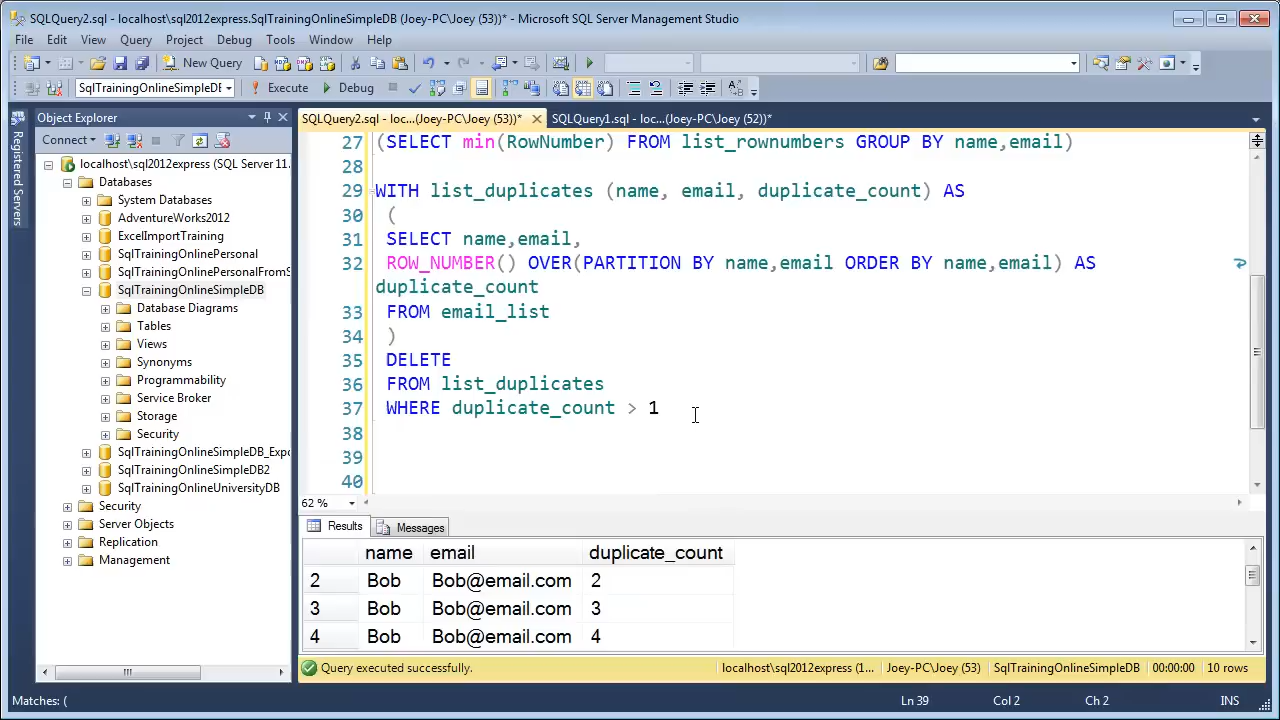 SQLQuery2.sql - localhost\sql2012express.SqlTrainingOnlineSimpleDB (Joey-PC\Joey (53))* - Microsoft SQL Server Management Studio
File Edit View Query Project Debug Tools Window Help
New Query
SqlTrainingOnlineSimpleDE Execute Debug
Registered Servers
Object Explorer
Connect
localhost\sql2012express (SQL Server 11.
Databases
System Databases
AdventureWorks2012
ExcelImportTraining
SqlTrainingOnlinePersonal
SqlTrainingOnlinePersonalFromS
SqlTrainingOnlineSimpleDB
Database Diagrams
Tables
Views
Synonyms
Programmability
Service Broker
Storage
Security
SqlTrainingOnlineSimpleDB_Expo
SqlTrainingOnlineSimpleDB2
SqlTrainingOnlineUniversityDB
Security
Server Objects
Replication
Management
SQLQuery2.sql - loc...(Joey-PC\Joey (53))* SQLQuery1.sql - loc...(Joey-PC\Joey (52))*
27 (SELECT min(RowNumber) FROM list_rownumbers GROUP BY name,email)
28
29 WITH list_duplicates (name, email, duplicate_count) AS
30 (
31 SELECT name,email,
32 ROW_NUMBER() OVER(PARTITION BY name,email ORDER BY name,email) AS
duplicate_count
33 FROM email_list
34 )
35 DELETE
36 FROM list_duplicates
37 WHERE duplicate_count > 1
38
39
40
62 %
Results Messages
name email duplicate_count
2 Bob Bob@email.com 2
3 Bob Bob@email.com 3
4 Bob Bob@email.com 4
Query executed successfully. localhost\sql2012express (1... Joey-PC\Joey (53) SqlTrainingOnlineSimpleDB 00:00:00 10 rows
Matches: ( Ln 39 Col 2 Ch 2 INS